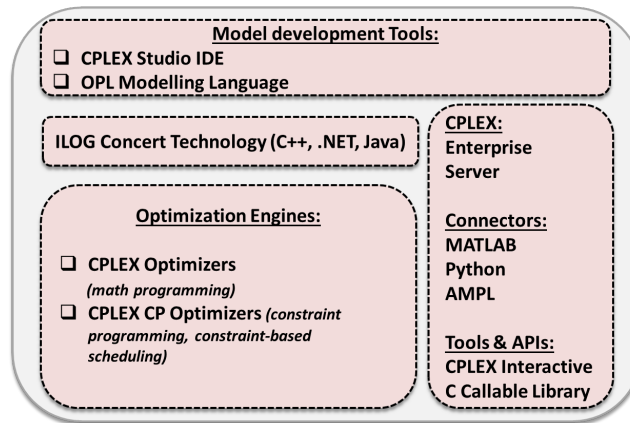 Model development Tools:
❑ CPLEX Studio IDE
❑ OPL Modelling Language
ILOG Concert Technology (C++, .NET, Java)
Optimization Engines:
❑ CPLEX Optimizers
(math programming)
❑ CPLEX CP Optimizers (constraint
programming, constraint-based
scheduling)
CPLEX:
Enterprise
Server
Connectors:
MATLAB
Python
AMPL
Tools & APIs:
CPLEX Interactive
C Callable Library